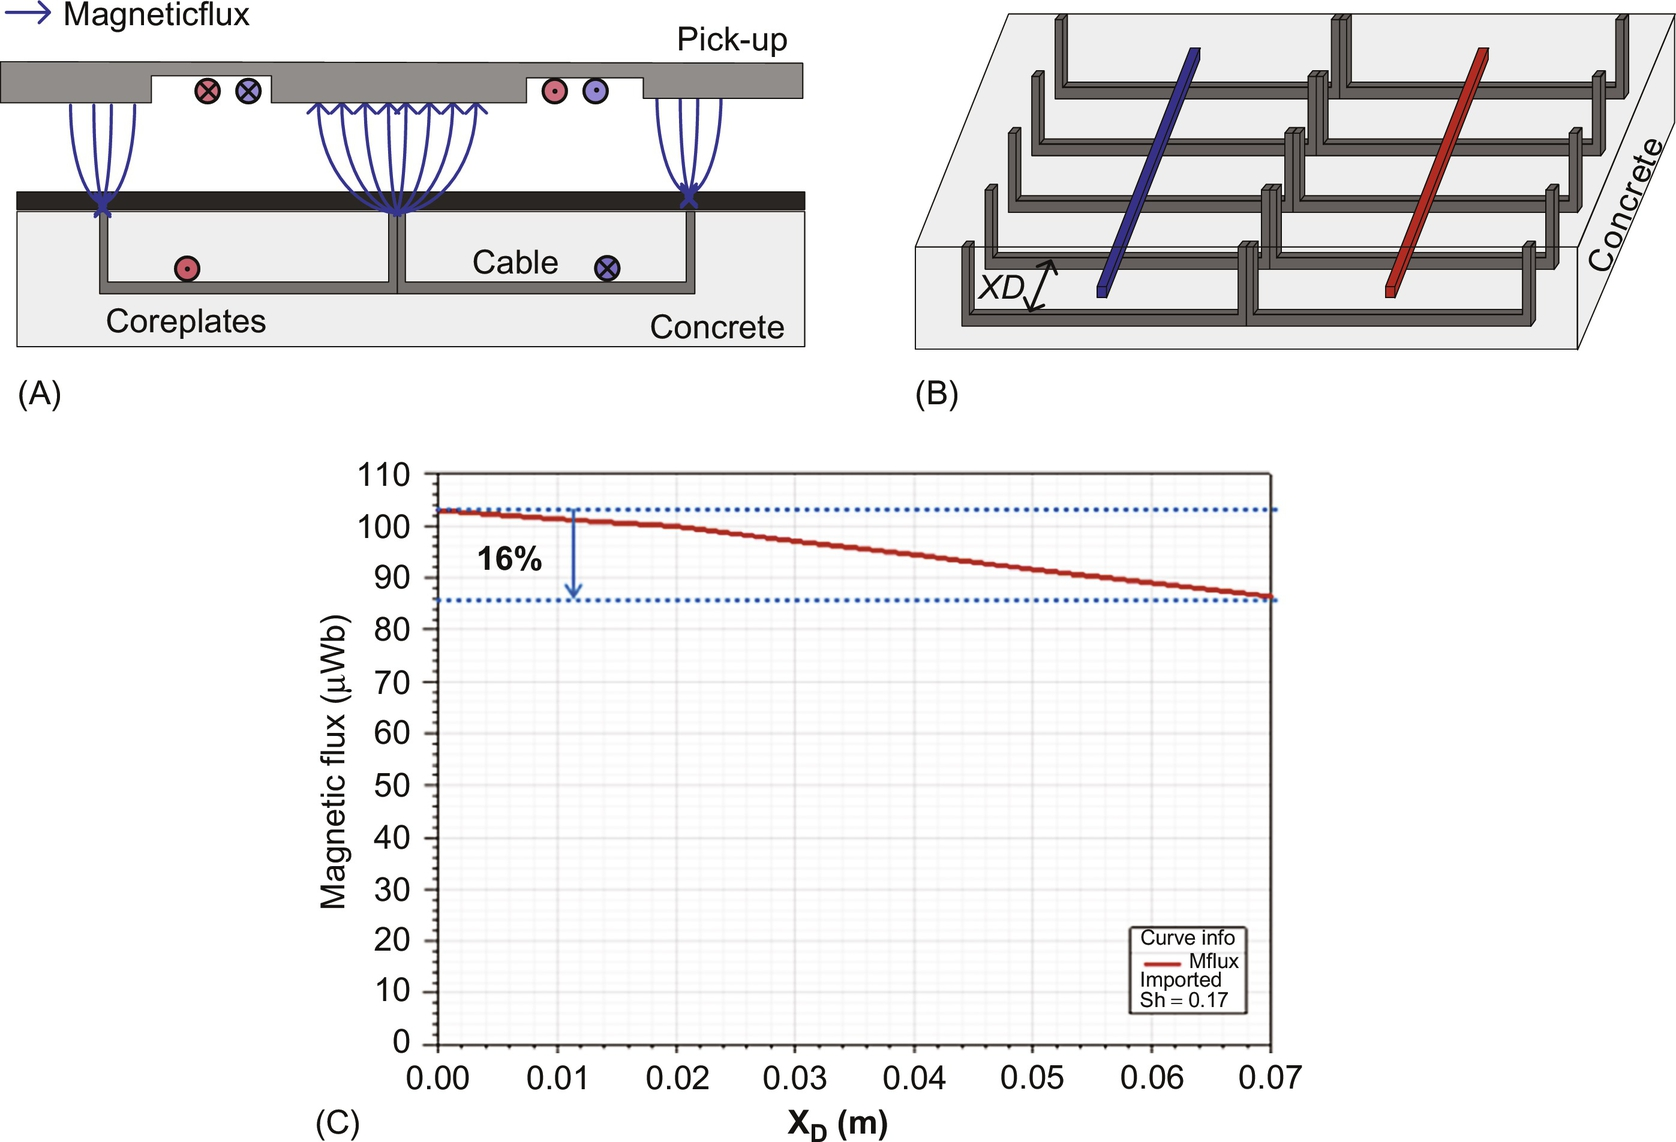 Magneticflux
Pick-up
Cable
Coreplates
Concrete
(A)
XD
Concrete
(B)
110
100
90
80
70
60
50
40
30
20
10
0
16%
Magnetic flux (µWb)
Curve info
Mflux
Imported
Sh = 0.17
0.00 0.01 0.02 0.03 0.04 0.05 0.06 0.07
(C)
X_D (m)